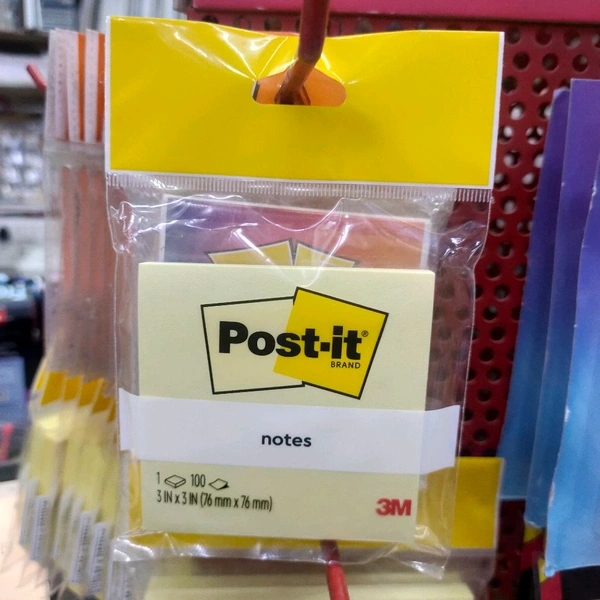 Post-it®
BRAND
notes
1 100
3 IN x 3 IN (76 mm x 76 mm)
3M